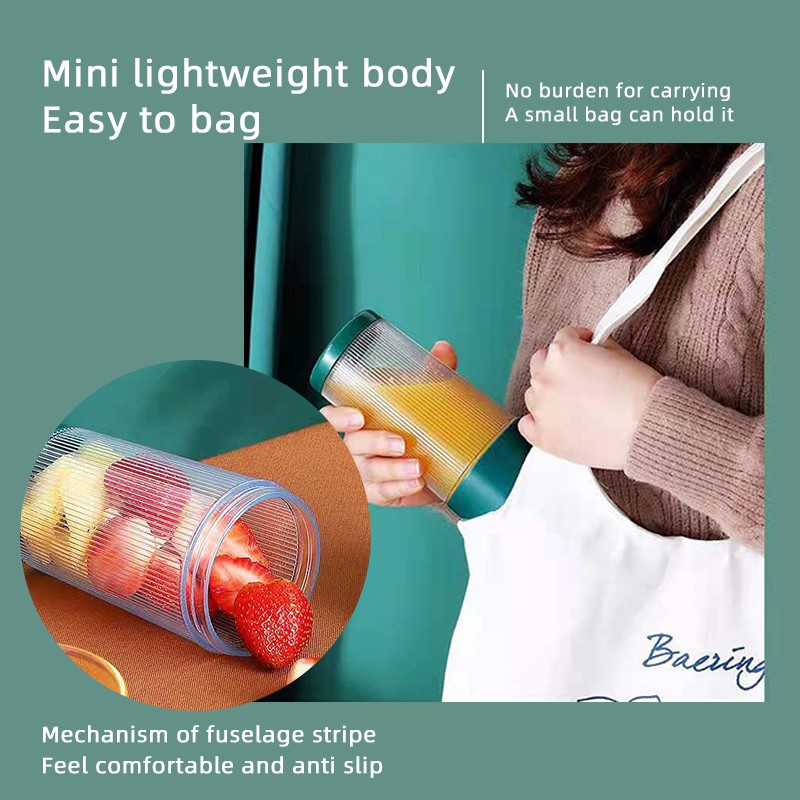 Mini lightweight body
Easy to bag
No burden for carrying
A small bag can hold it
Baering
Mechanism of fuselage stripe
Feel comfortable and anti slip